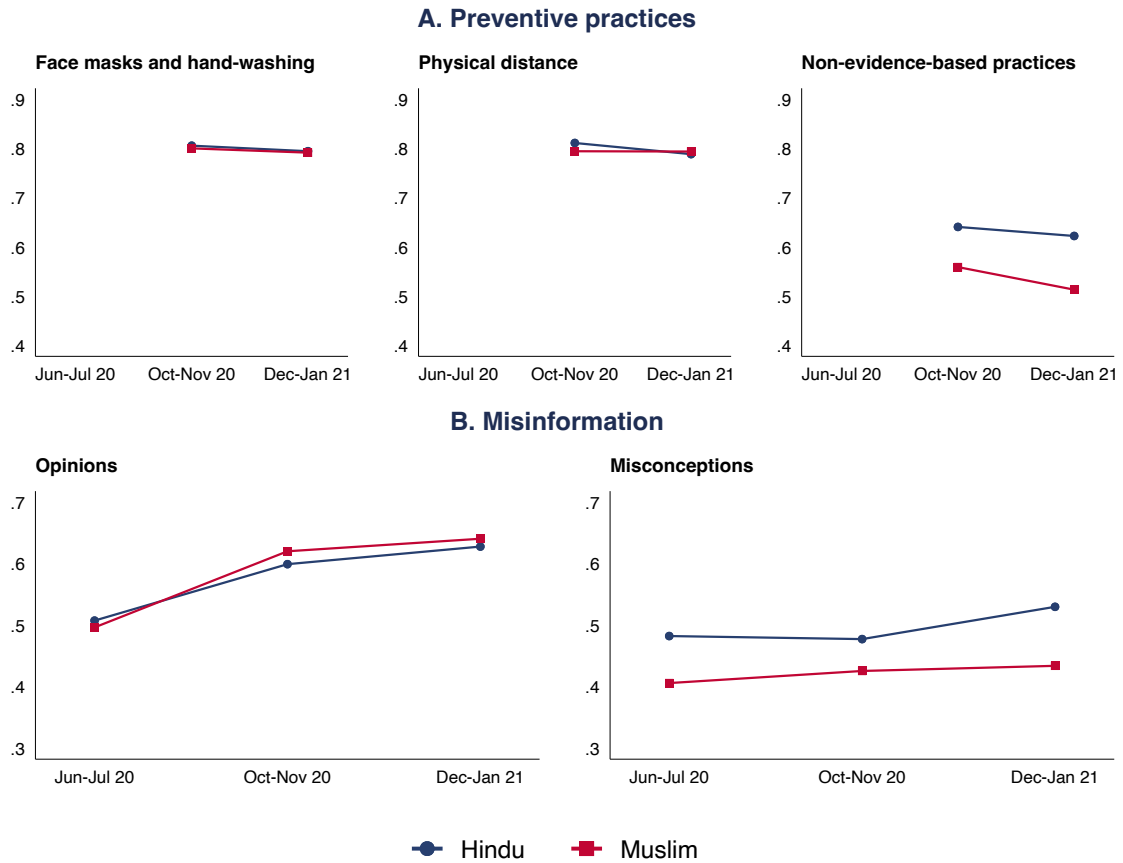 A. Preventive practices
Face masks and hand-washing
.9
.8
.7
.6
.5
.4
Jun-Jul 20 Oct-Nov 20 Dec-Jan 21
Physical distance
.9
.8
.7
.6
.5
.4
Jun-Jul 20 Oct-Nov 20 Dec-Jan 21
Non-evidence-based practices
.9
.8
.7
.6
.5
.4
Jun-Jul 20 Oct-Nov 20 Dec-Jan 21
B. Misinformation
Opinions
.7
.6
.5
.4
.3
Jun-Jul 20 Oct-Nov 20 Dec-Jan 21
Misconceptions
.7
.6
.5
.4
.3
Jun-Jul 20 Oct-Nov 20 Dec-Jan 21
Hindu Muslim